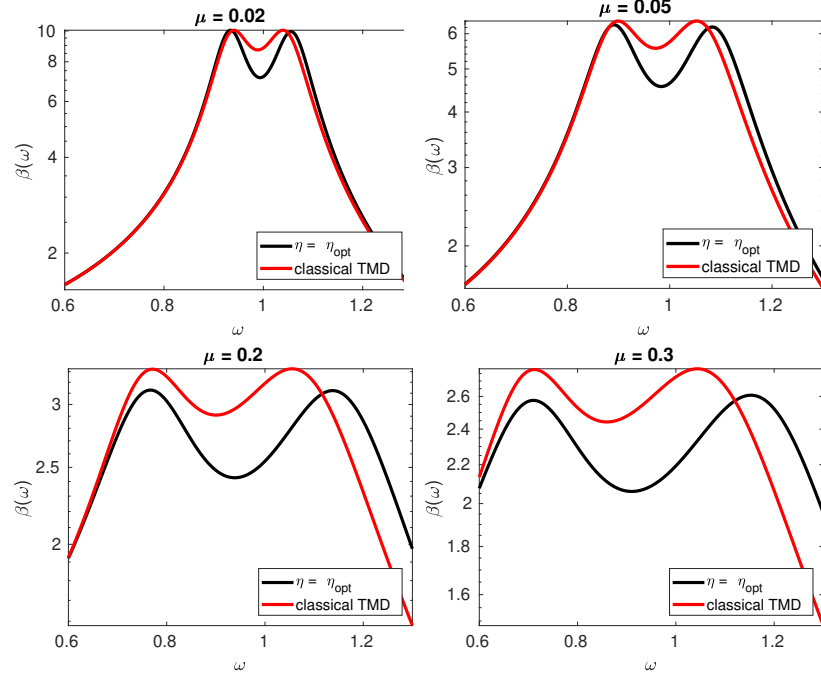 μ = 0.02
10
8
6
4
2
β(ω)
0.6
0.8
1
1.2
ω
η = η_opt
classical TMD
μ = 0.05
6
5
4
3
2
β(ω)
0.6
0.8
1
1.2
ω
η = η_opt
classical TMD
μ = 0.2
3
2.5
2
β(ω)
0.6
0.8
1
1.2
ω
η = η_opt
classical TMD
μ = 0.3
2.6
2.4
2.2
2
1.8
1.6
β(ω)
0.6
0.8
1
1.2
ω
η = η_opt
classical TMD